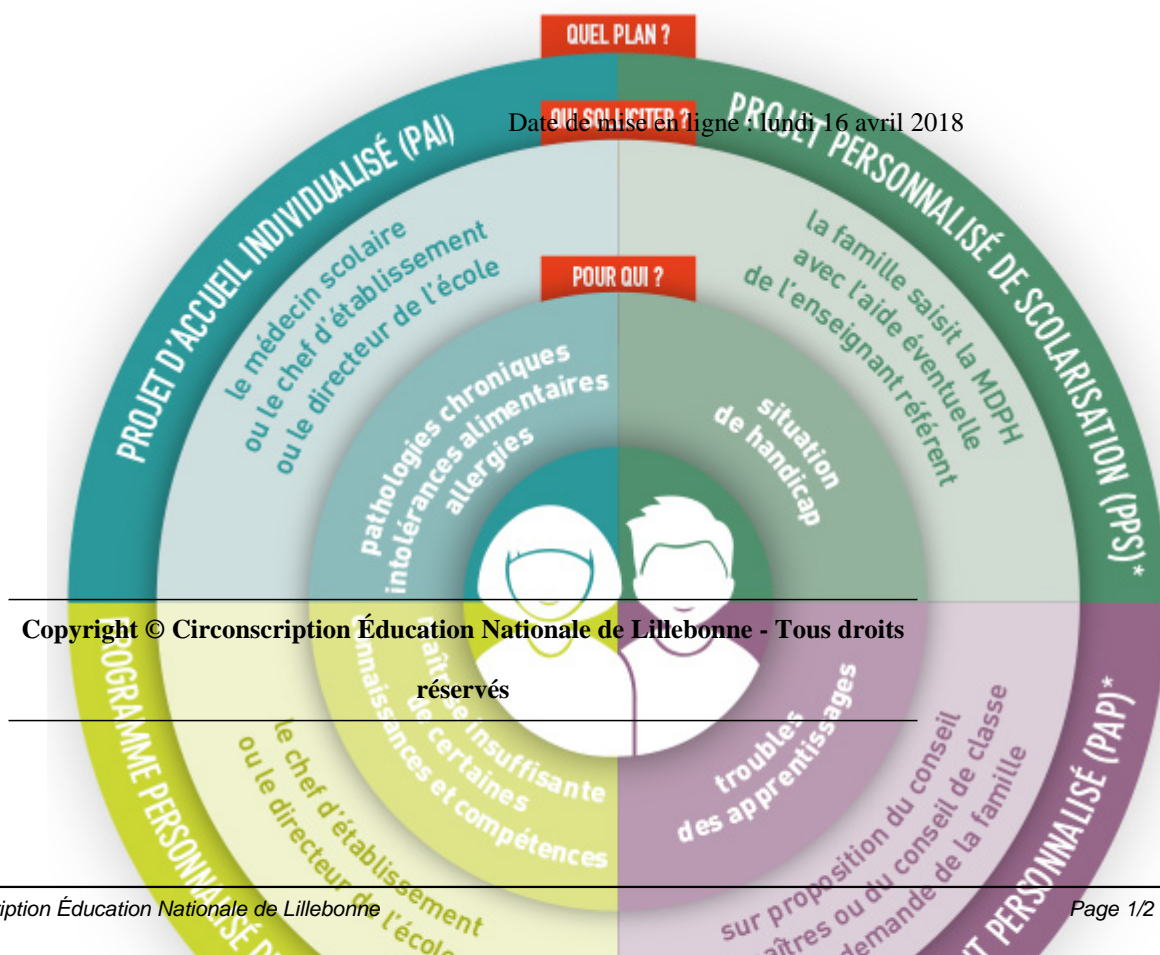 QUEL PLAN ?
QUI SOLLICITER ?
Date de mise en ligne : lundi 16 avril 2018
PROJET D'ACCUEIL INDIVIDUALISÉ (PAI)
le médecin scolaire
ou le chef d'établissement
ou le directeur de l'école
POUR QUI ?
pathologies chroniques
intolérances alimentaires
allergies
PROJET PERSONNALISÉ DE SCOLARISATION (PPS)*
la famille saisit la MDPH
avec l'aide éventuelle
de l'enseignant référent
situation
de handicap
Copyright © Circonscription Éducation Nationale de Lillebonne - Tous droits
réservés
PROGRAMME PERSONNALISÉ
le chef d'établissement
ou le directeur de l'école
maîtrise insuffisante
de certaines
connaissances et compétences
troubles
des apprentissages
sur proposition du conseil
ou du conseil de classe
demande de la famille
PERSONNALISÉ (PAP)*
Éducation Nationale de Lillebonne
Page 1/2